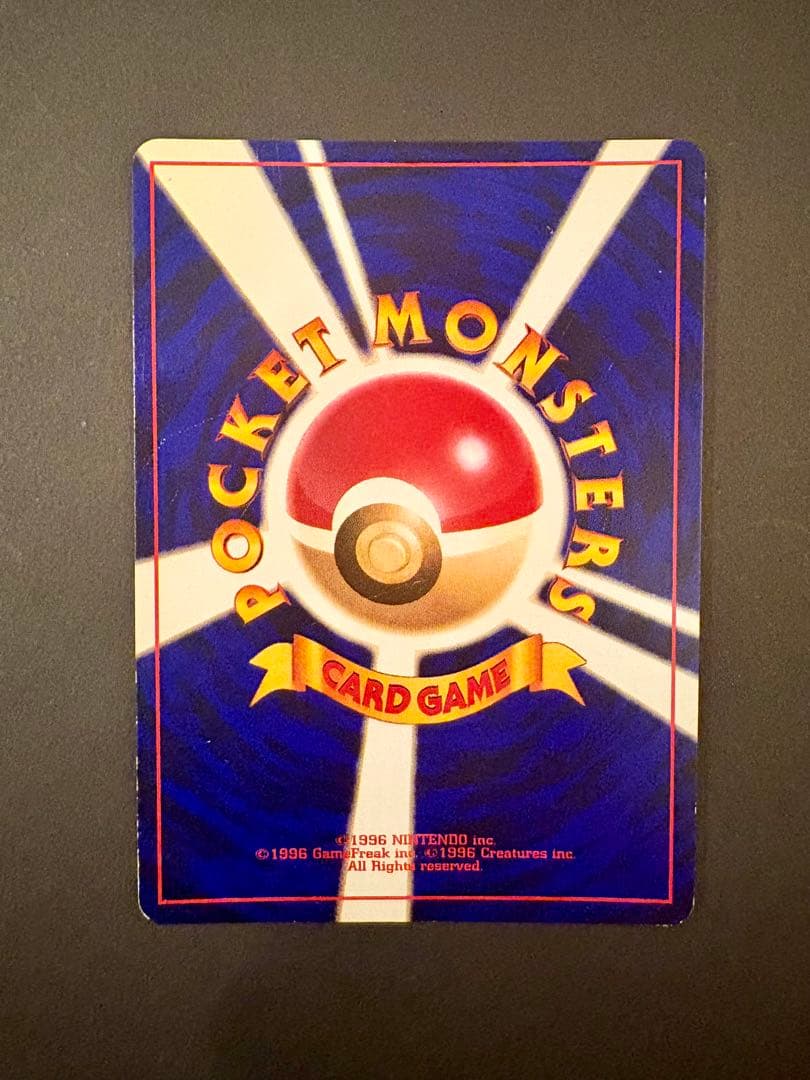 POCKET MONSTERS
CARD GAME
©1996 NINTENDO inc.
©1996 GameFreak inc. ©1996 Creatures inc.
All Rights reserved.